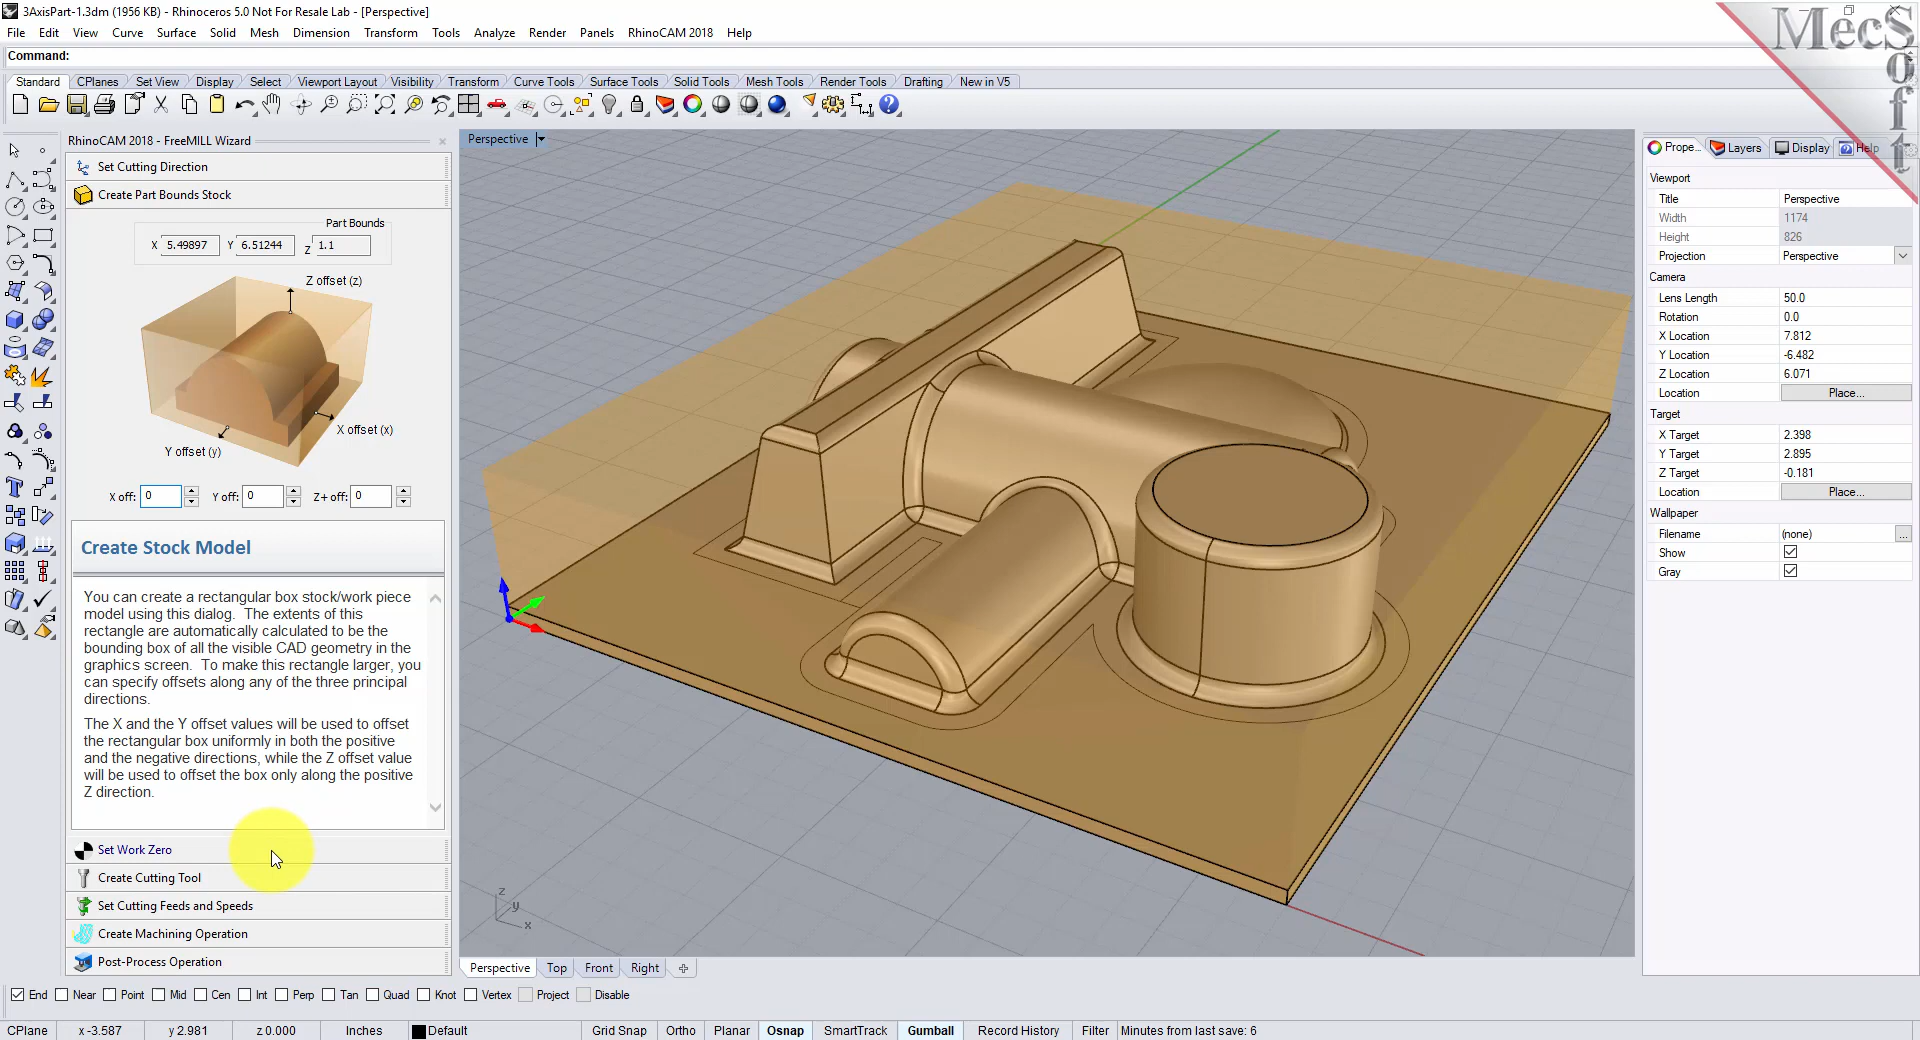 3AxisPart-1.3dm (1956 KB) - Rhinoceros 5.0 Not For Resale Lab - [Perspective]
File Edit View Curve Surface Solid Mesh Dimension Transform Tools Analyze Render Panels RhinoCAM 2018 Help
MecSoft
Command:
Standard CPlanes Set View Display Select Viewport Layout Visibility Transform Curve Tools Surface Tools Solid Tools Mesh Tools Render Tools Drafting New in V5
RhinoCAM 2018 - FreeMILL Wizard
Set Cutting Direction
Create Part Bounds Stock
Part Bounds
X 5.49897 Y 6.51244 Z 1.1
Z offset (z)
X offset (x)
Y offset (y)
X off: 0 Y off: 0 Z+ off: 0
Create Stock Model
You can create a rectangular box stock/work piece
model using this dialog. The extents of this
rectangle are automatically calculated to be the
bounding box of all the visible CAD geometry in the
graphics screen. To make this rectangle larger, you
can specify offsets along any of the three principal
directions.
The X and the Y offset values will be used to offset
the rectangular box uniformly in both the positive
and the negative directions, while the Z offset value
will be used to offset the box only along the positive
Z direction.
Set Work Zero
Create Cutting Tool
Set Cutting Feeds and Speeds
Create Machining Operation
Post-Process Operation
Perspective
z
y
x
Perspective Top Front Right
Prope... Layers Display Help
Viewport
Title Perspective
Width 1174
Height 826
Projection Perspective
Camera
Lens Length 50.0
Rotation 0.0
X Location 7.812
Y Location -6.482
Z Location 6.071
Location Place...
Target
X Target 2.398
Y Target 2.895
Z Target -0.181
Location Place...
Wallpaper
Filename (none) ...
Show
Gray
End Near Point Mid Cen Int Perp Tan Quad Knot Vertex Project Disable
CPlane x -3.587 y 2.981 z 0.000 Inches Default Grid Snap Ortho Planar Osnap SmartTrack Gumball Record History Filter Minutes from last save: 6